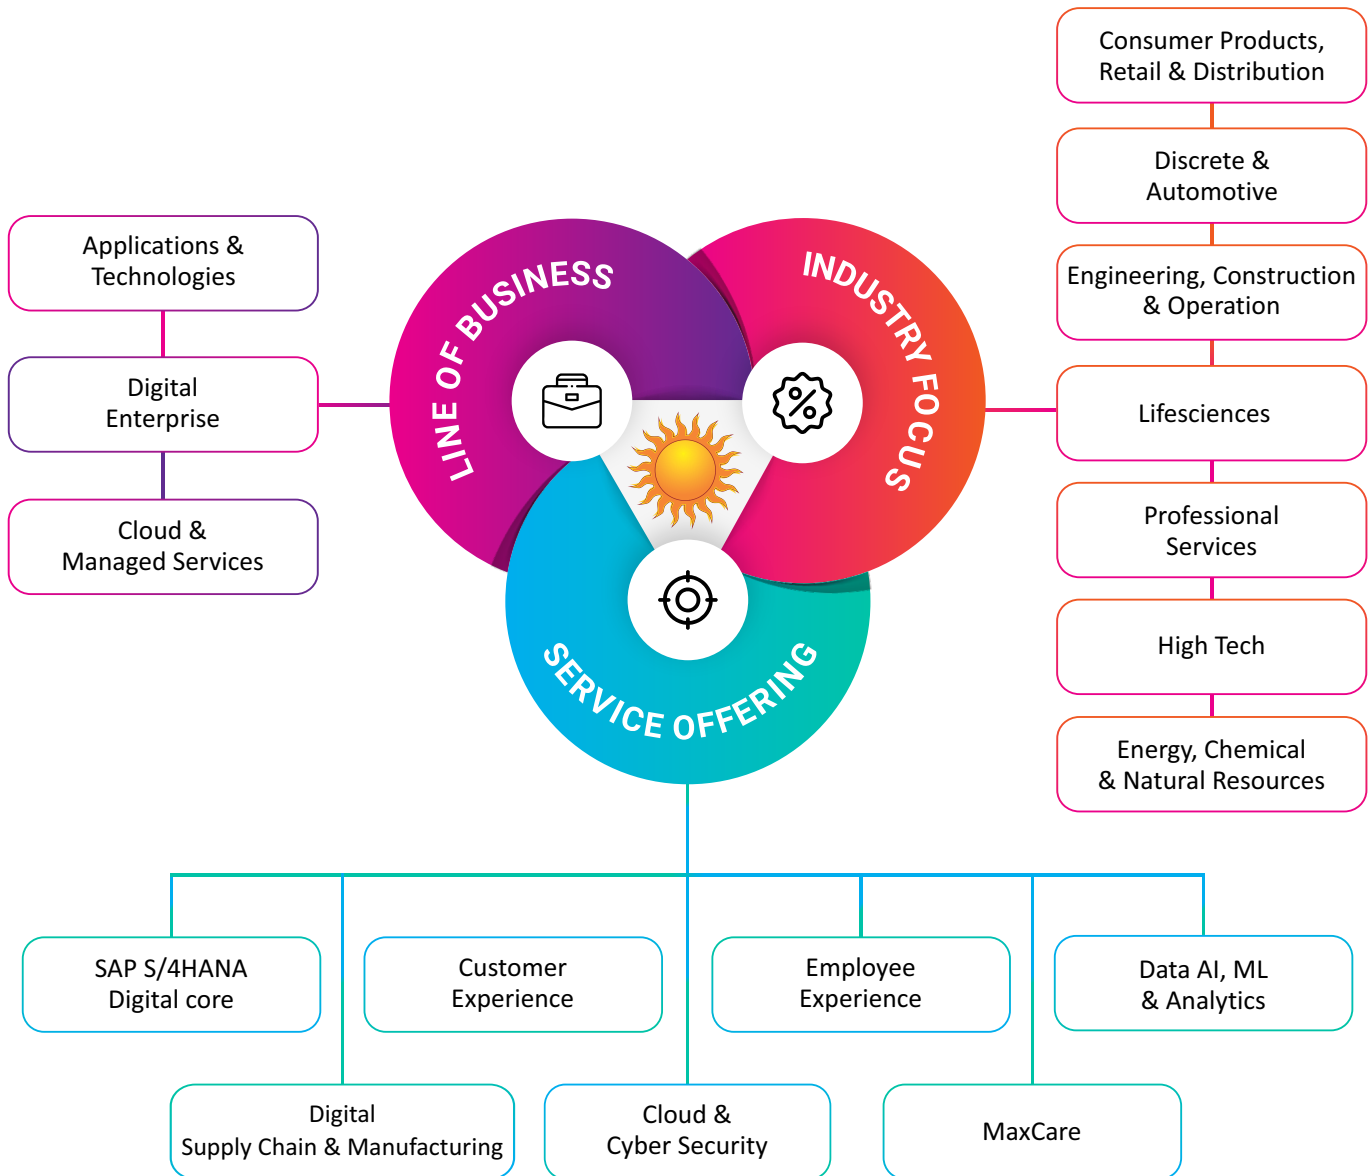 Consumer Products,
Retail & Distribution
Discrete &
Automotive
Engineering, Construction
& Operation
Lifesciences
Professional
Services
High Tech
Energy, Chemical
& Natural Resources
Applications &
Technologies
Digital
Enterprise
Cloud &
Managed Services
LINE OF BUSINESS
INDUSTRY FOCUS
SERVICE OFFERING
SAP S/4HANA
Digital core
Customer
Experience
Employee
Experience
Data AI, ML
& Analytics
Digital
Supply Chain & Manufacturing
Cloud &
Cyber Security
MaxCare